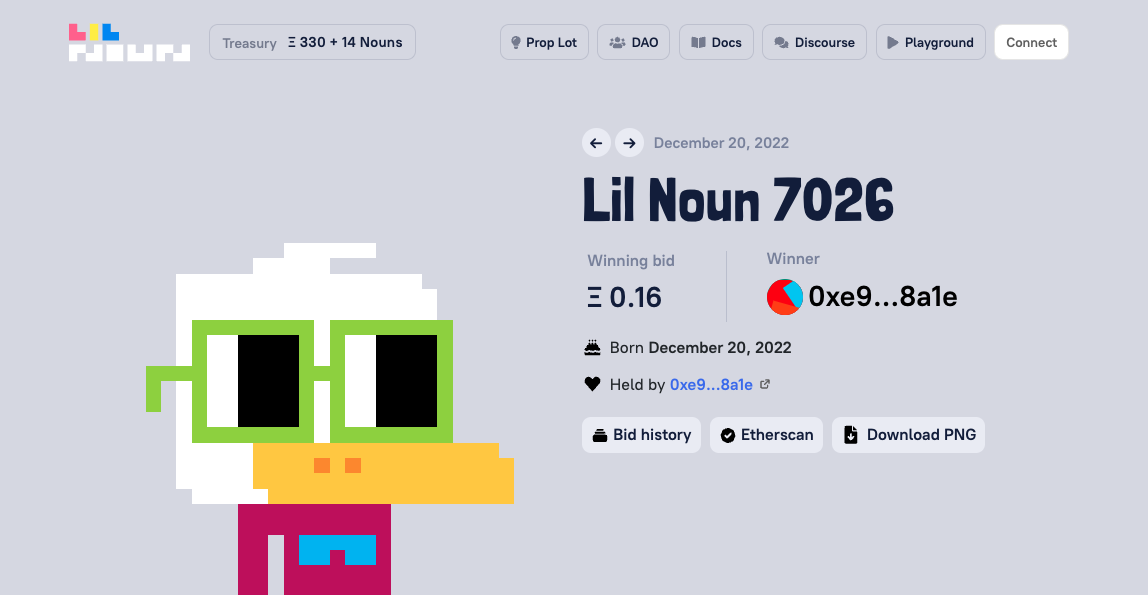 LIL
NOUNS
Treasury Ξ 330 + 14 Nouns
Prop Lot
DAO
Docs
Discourse
Playground
Connect
December 20, 2022
Lil Noun 7026
Winning bid
Ξ 0.16
Winner
0xe9...8a1e
Born December 20, 2022
Held by 0xe9...8a1e
Bid history
Etherscan
Download PNG